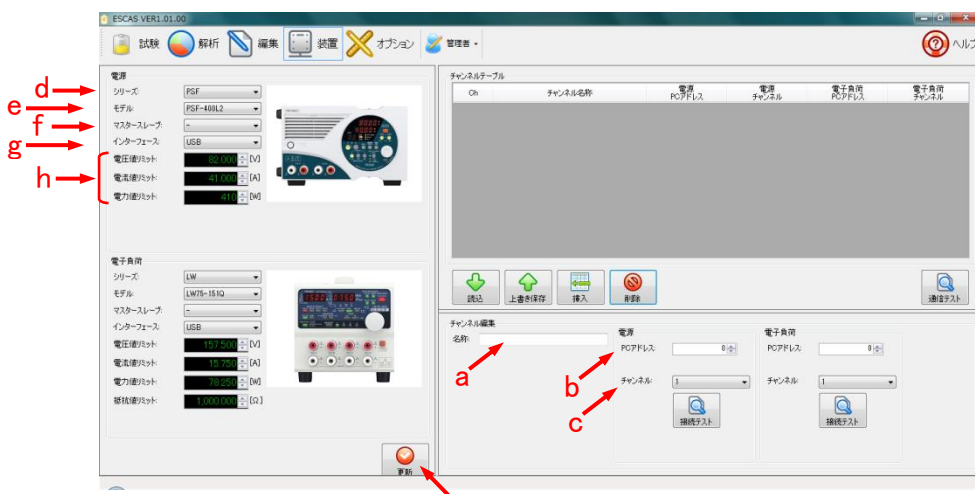 ESCAS VER1.01.00
試験 解析 編集 装置 オプション 管理者 ヘルプ
電源
d シリーズ: PSF
e モデル: PSF-400L2
f マスタースレーブ: -
g インターフェース: USB
電圧値リミット: 82.000 [V]
h 電流値リミット: 41.000 [A]
電力値リミット: 410 [W]
電子負荷
シリーズ: LW
モデル: LW75-151Q
マスタースレーブ: -
インターフェース: USB
電圧値リミット: 157.500 [V]
電流値リミット: 15.750 [A]
電力値リミット: 78.250 [W]
抵抗値リミット: 1,000.000 [Ω]
更新
チャンネルテーブル
Ch チャンネル名称 電源 PCアドレス 電源 チャンネル 電子負荷 PCアドレス 電子負荷 チャンネル
読込 上書き保存 挿入 削除 通信テスト
チャンネル編集
名称:
a
電源
b PCアドレス: 0
c チャンネル: 1
接続テスト
電子負荷
PCアドレス: 0
チャンネル: 1
接続テスト